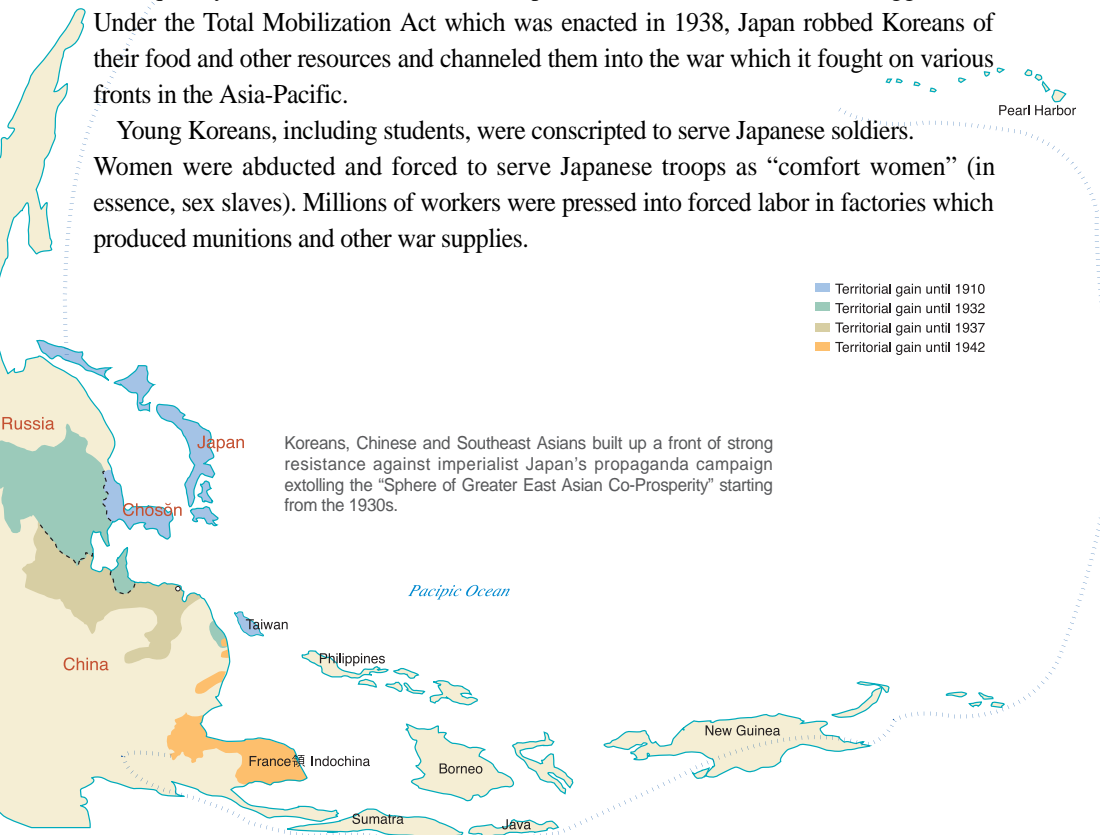 Under the Total Mobilization Act which was enacted in 1938, Japan robbed Koreans of
their food and other resources and channeled them into the war which it fought on various
fronts in the Asia-Pacific.
Young Koreans, including students, were conscripted to serve Japanese soldiers.
Women were abducted and forced to serve Japanese troops as “comfort women” (in
essence, sex slaves). Millions of workers were pressed into forced labor in factories which
produced munitions and other war supplies.
Pearl Harbor
Territorial gain until 1910
Territorial gain until 1932
Territorial gain until 1937
Territorial gain until 1942
Russia
Japan
Chosŏn
Koreans, Chinese and Southeast Asians built up a front of strong
resistance against imperialist Japan’s propaganda campaign
extolling the “Sphere of Greater East Asian Co-Prosperity” starting
from the 1930s.
Pacipic Ocean
Taiwan
Philippines
China
New Guinea
France領 Indochina
Borneo
Sumatra
Java